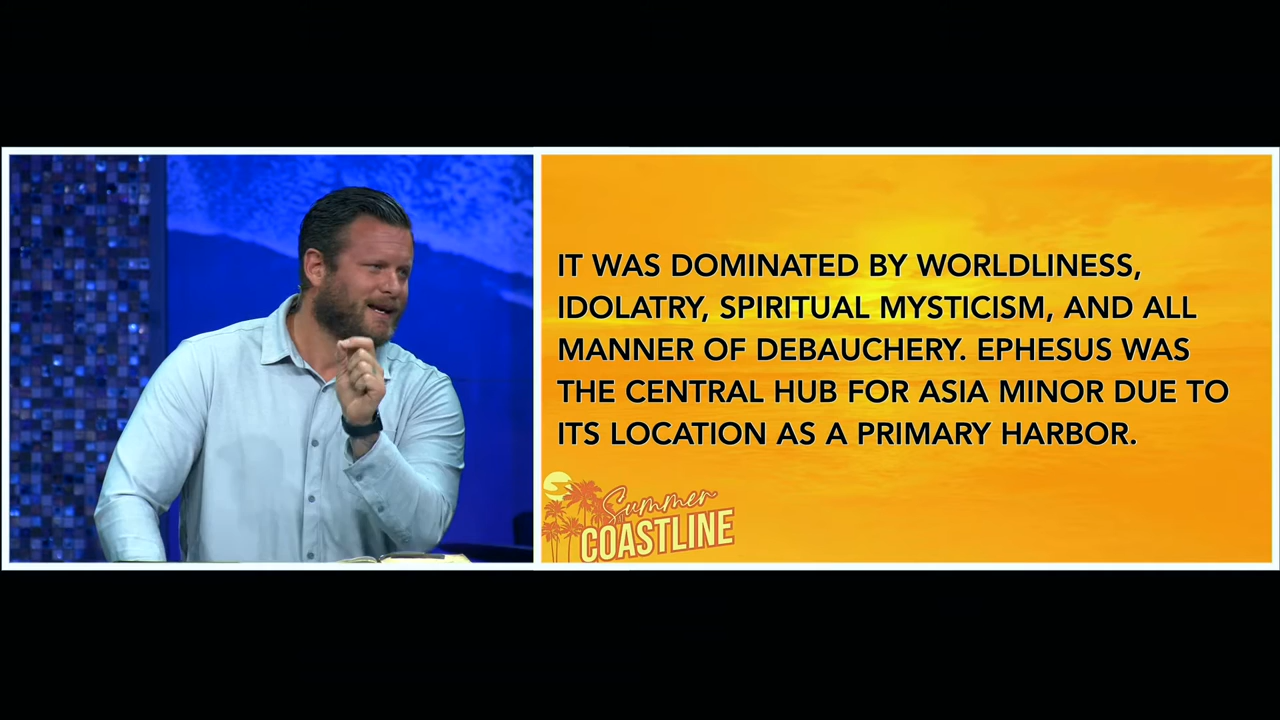 IT WAS DOMINATED BY WORLDLINESS,
IDOLATRY, SPIRITUAL MYSTICISM, AND ALL
MANNER OF DEBAUCHERY. EPHESUS WAS
THE CENTRAL HUB FOR ASIA MINOR DUE TO
ITS LOCATION AS A PRIMARY HARBOR.
Summer
COASTLINE